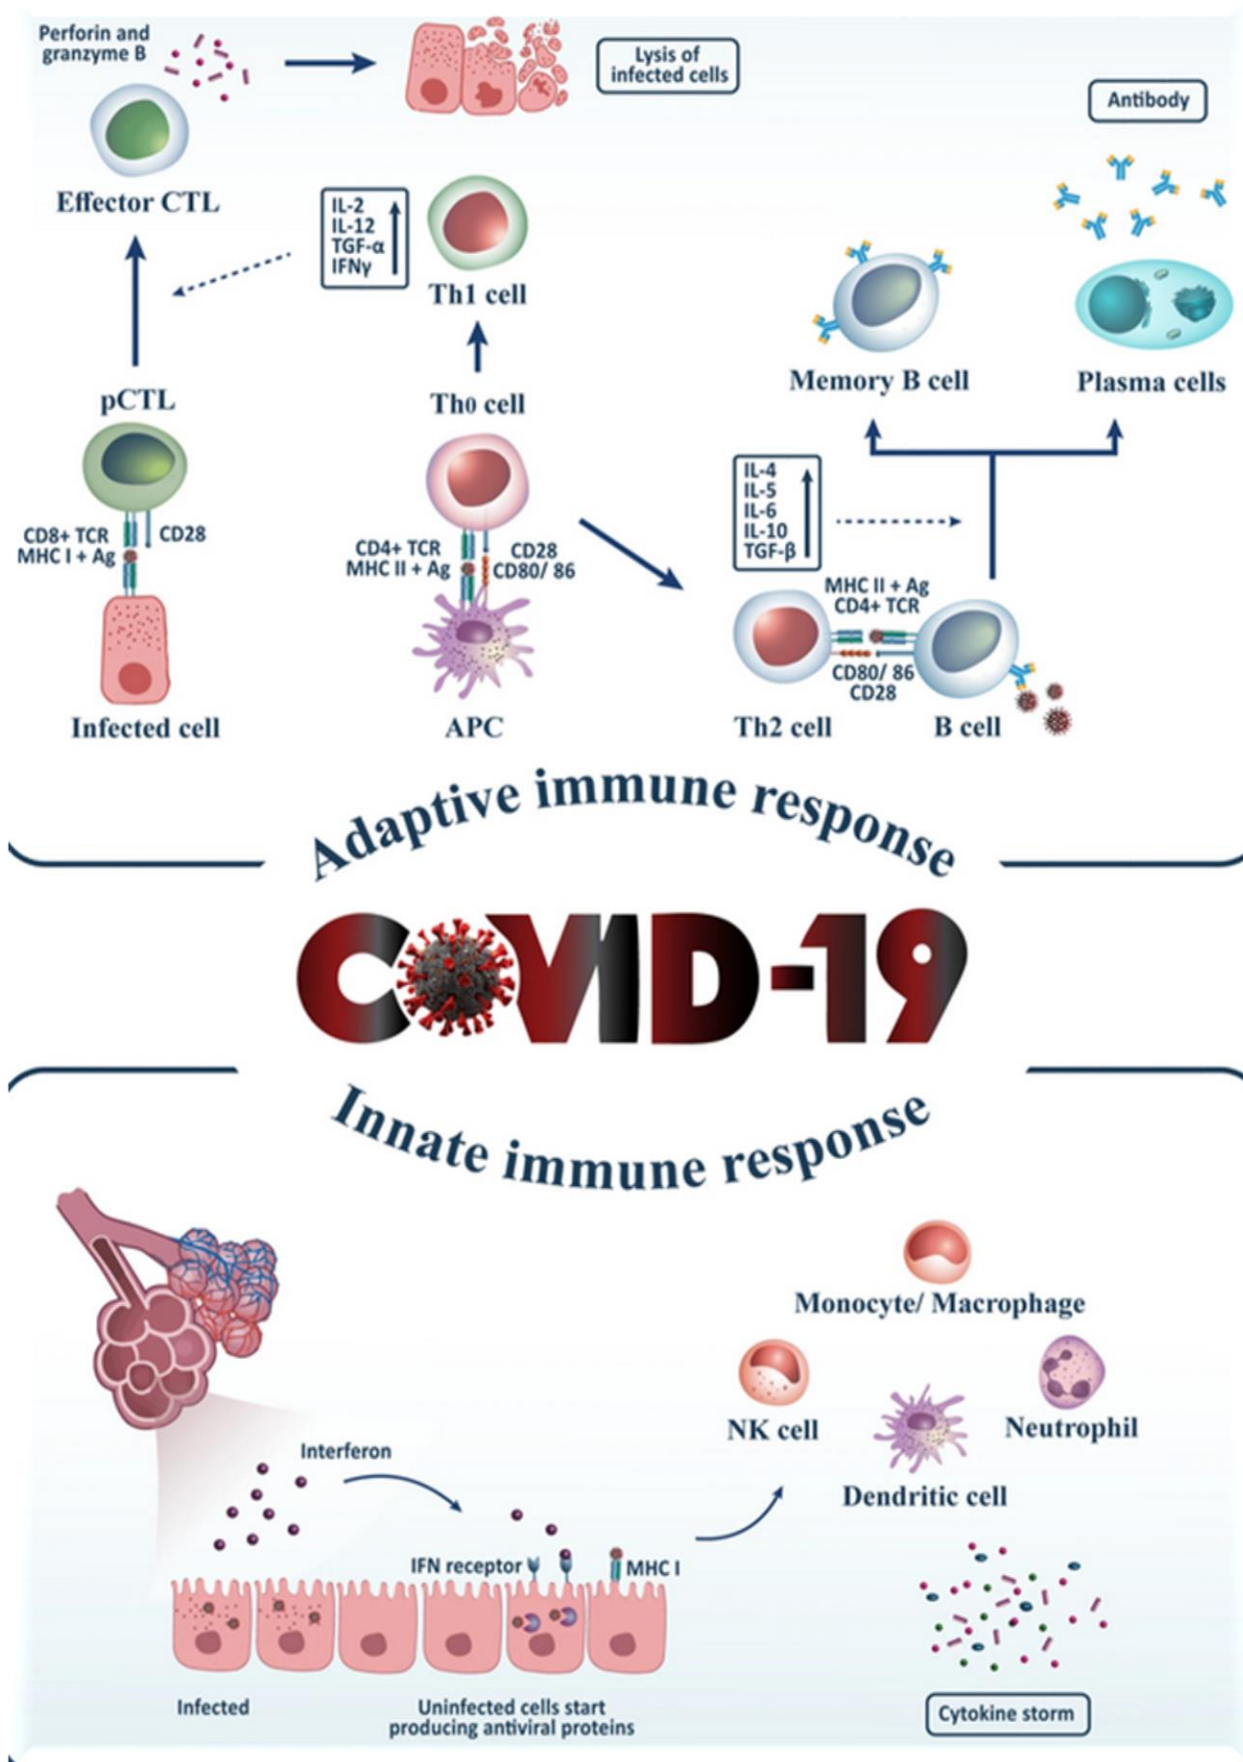 Perforin and
granzyme B
Lysis of
infected cells
Antibody
Effector CTL
IL-2
IL-12
TGF-α
IFNγ
Th1 cell
Memory B cell
Plasma cells
pCTL
Th0 cell
IL-4
IL-5
IL-6
IL-10
TGF-β
CD8+ TCR
MHC I + Ag
CD28
CD4+ TCR
MHC II + Ag
CD28
CD80/ 86
MHC II + Ag
CD4+ TCR
CD80/ 86
CD28
Infected cell
APC
Th2 cell
B cell
Adaptive immune response
COVID-19
Innate immune response
Monocyte/ Macrophage
NK cell
Neutrophil
Dendritic cell
Interferon
IFN receptor
MHC I
Infected
Uninfected cells start
producing antiviral proteins
Cytokine storm